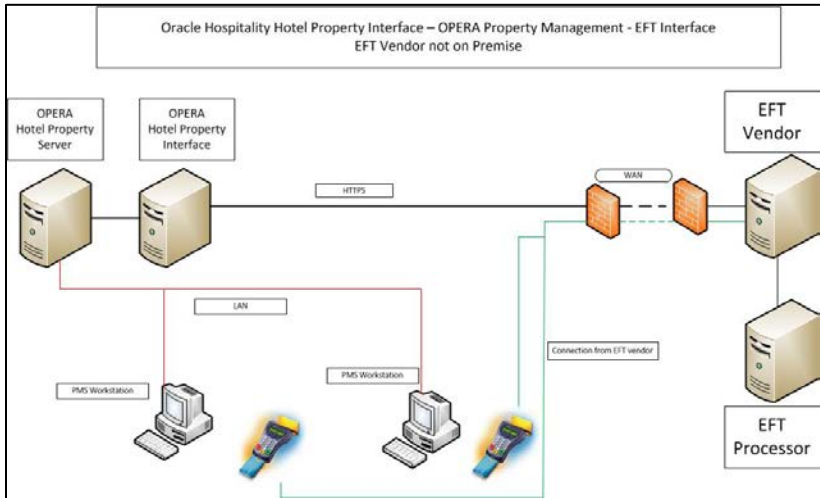 Oracle Hospitality Hotel Property Interface – OPERA Property Management - EFT Interface
EFT Vendor not on Premise
OPERA
Hotel Property
Server
OPERA
Hotel Property
Interface
EFT
Vendor
WAN
HTTPS
LAN
Connection from EFT vendor
PMS Workstation
PMS Workstation
EFT
Processor